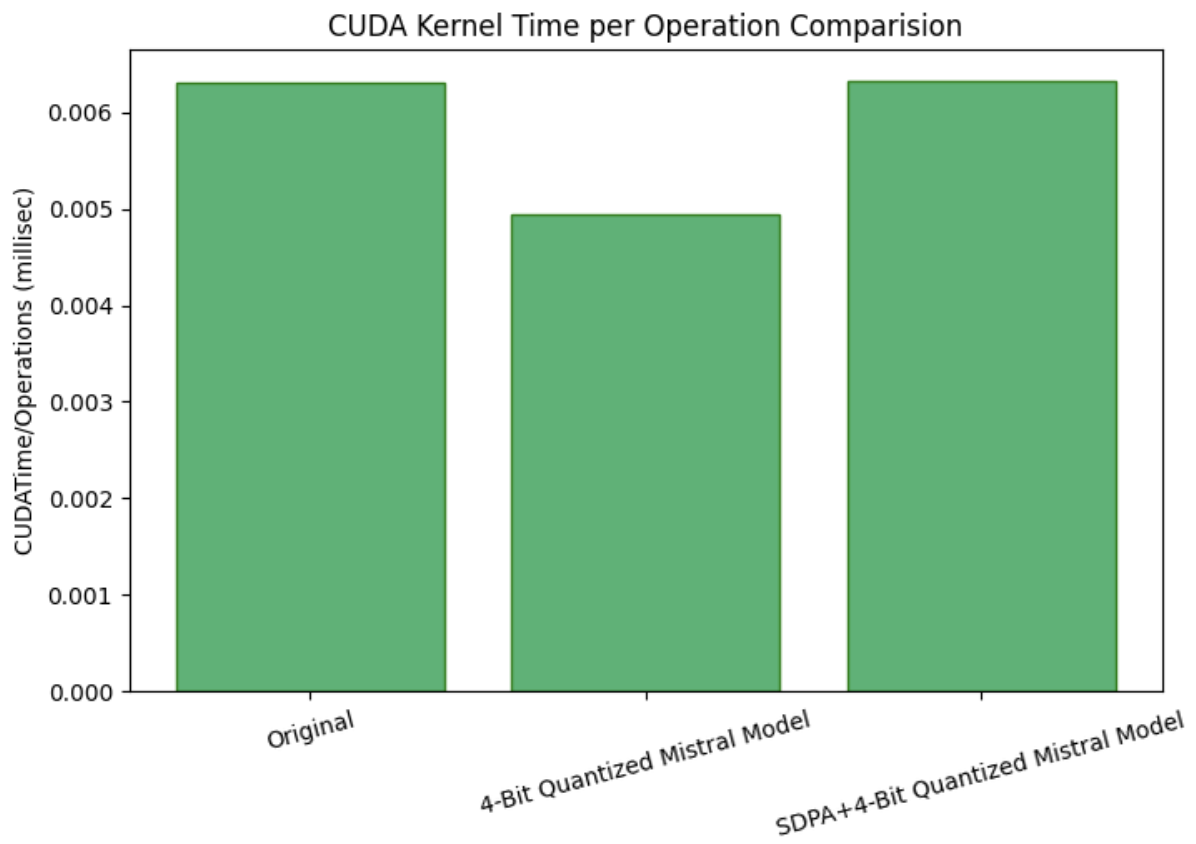 CUDA Kernel Time per Operation Comparision
CUDATime/Operations (millisec)
0.006
0.005
0.004
0.003
0.002
0.001
0.000
Original
4-Bit Quantized Mistral Model
SDPA+4-Bit Quantized Mistral Model